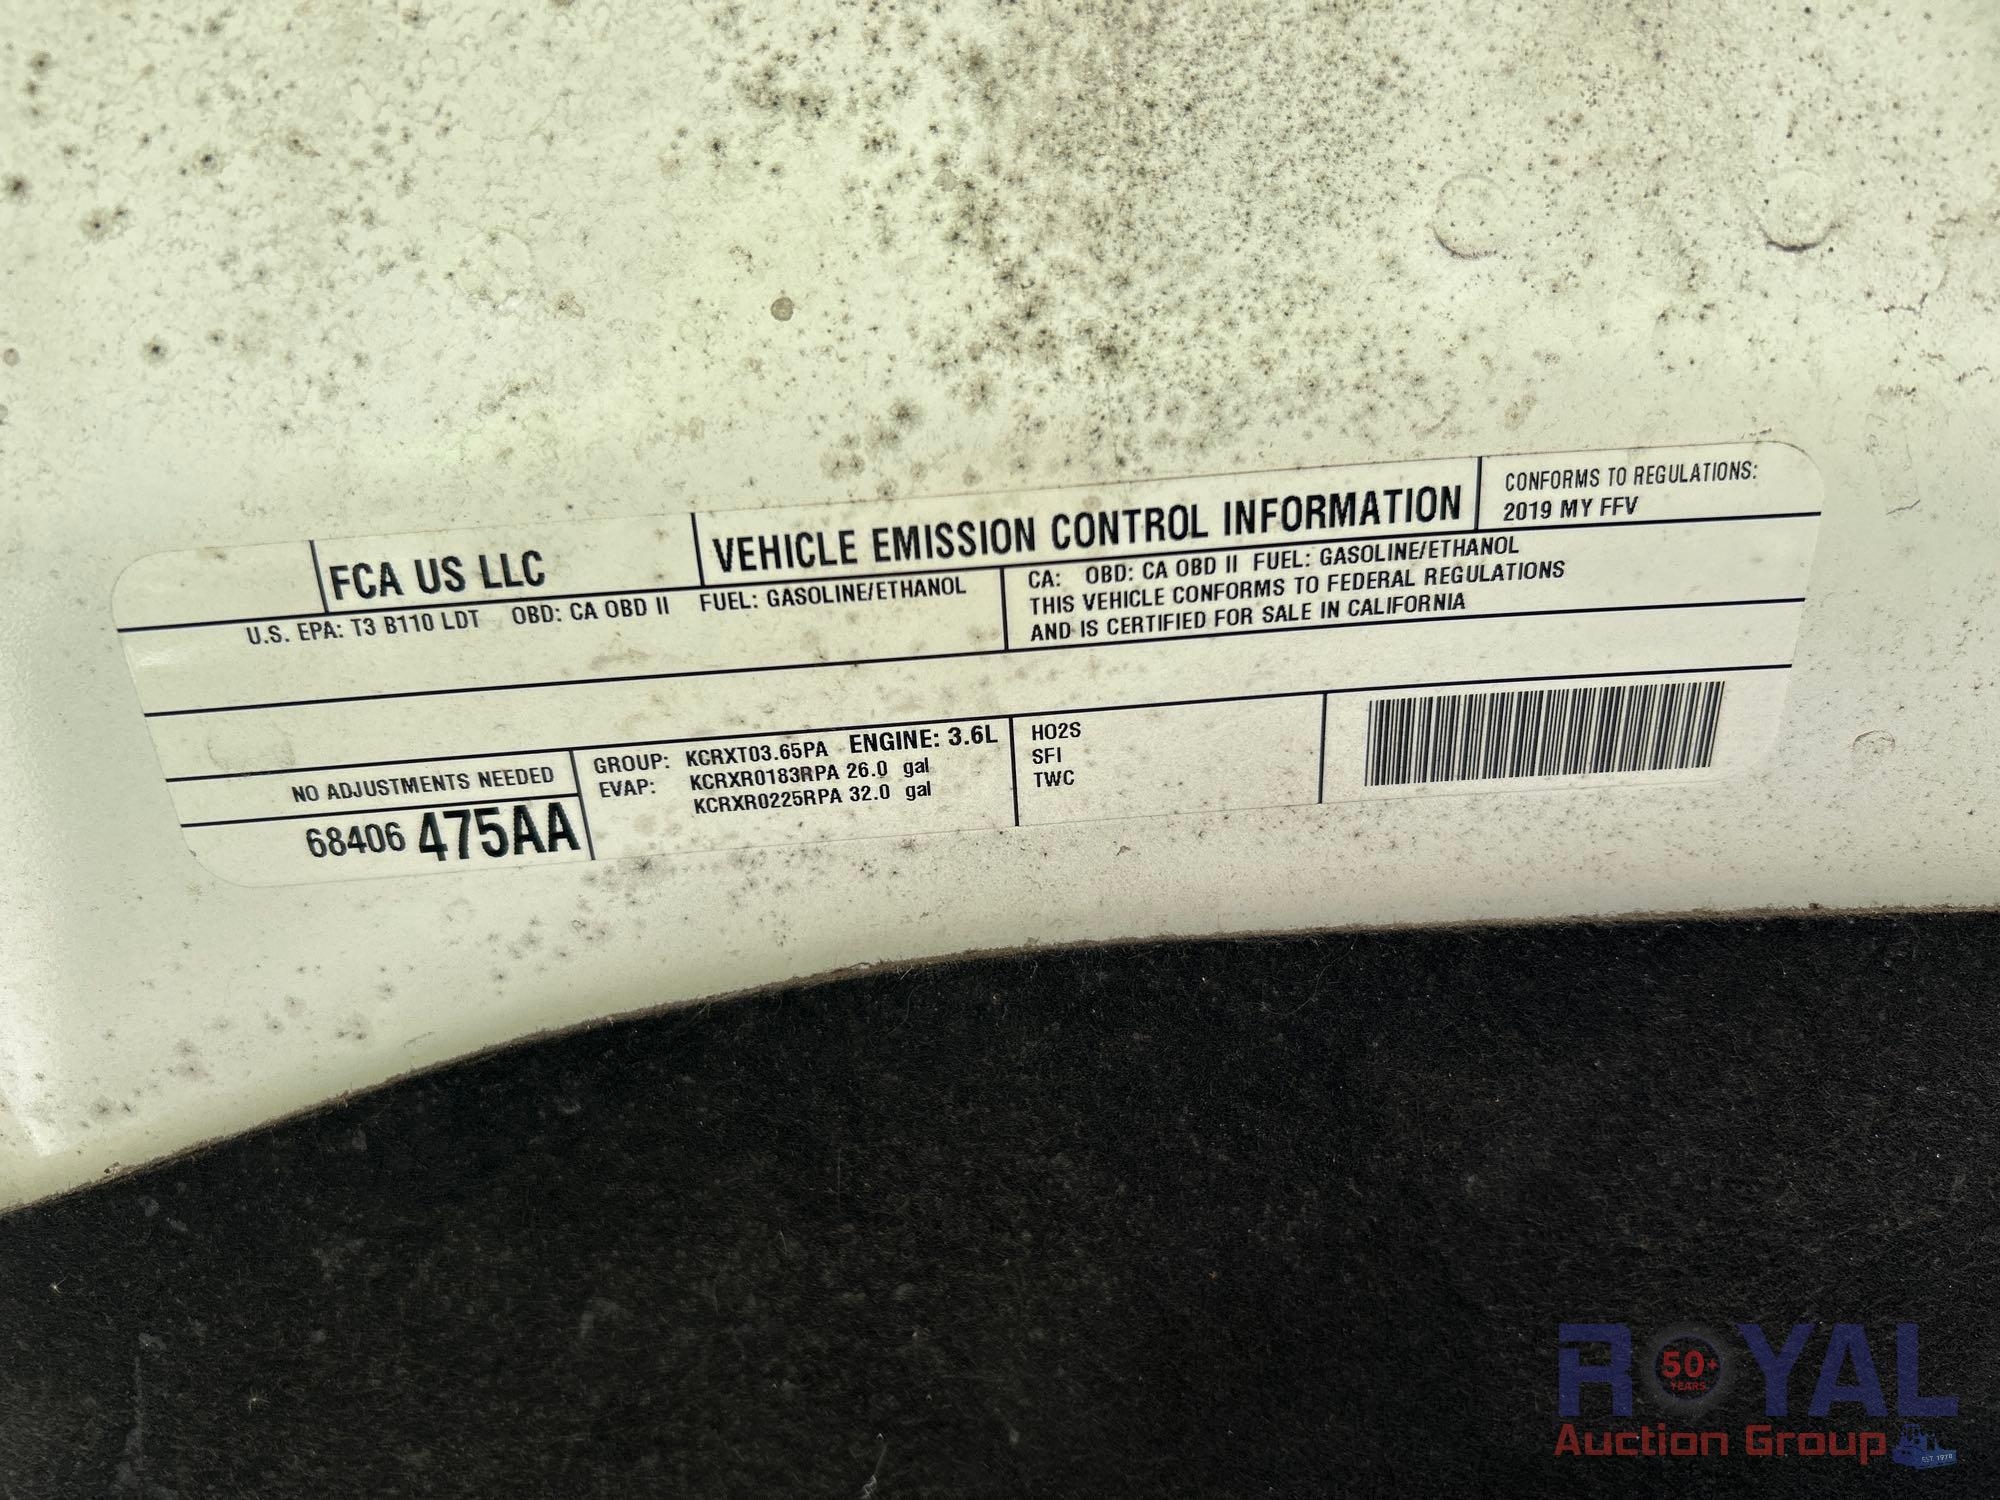 FCA US LLC
VEHICLE EMISSION CONTROL INFORMATION
CONFORMS TO REGULATIONS:
2019 MY FFV
U.S. EPA: T3 B110 LDT OBD: CA OBD II FUEL: GASOLINE/ETHANOL
CA: OBD: CA OBD II FUEL: GASOLINE/ETHANOL
THIS VEHICLE CONFORMS TO FEDERAL REGULATIONS
AND IS CERTIFIED FOR SALE IN CALIFORNIA
NO ADJUSTMENTS NEEDED
68406 475AA
GROUP: KCRXT03.65PA ENGINE: 3.6L
EVAP: KCRXR0183RPA 26.0 gal
KCRXR0225RPA 32.0 gal
HO2S
SFI
TWC
ROYAL
50+
YEARS
Auction Group
EST 1970